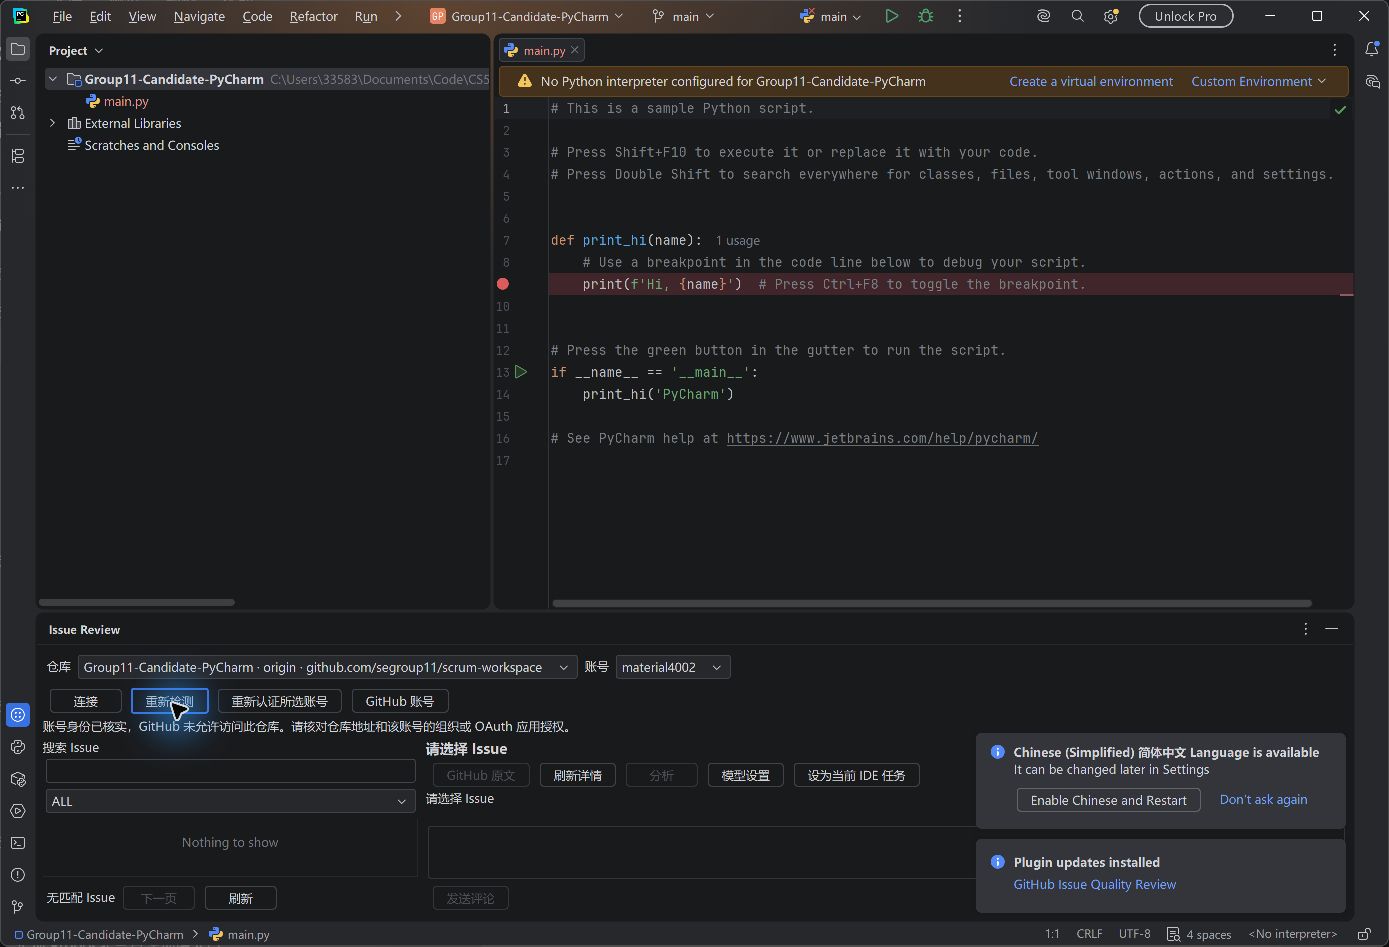 File Edit View Navigate Code Refactor Run GP Group11-Candidate-PyCharm main main Unlock Pro
Project
main.py
Group11-Candidate-PyCharm C:\Users\33583\Documents\Code\CS5
main.py
External Libraries
Scratches and Consoles
No Python interpreter configured for Group11-Candidate-PyCharm Create a virtual environment Custom Environment
1 # This is a sample Python script.
2
3 # Press Shift+F10 to execute it or replace it with your code.
4 # Press Double Shift to search everywhere for classes, files, tool windows, actions, and settings.
5
6
7 def print_hi(name): 1 usage
8 # Use a breakpoint in the code line below to debug your script.
print(f'Hi, {name}') # Press Ctrl+F8 to toggle the breakpoint.
10
11
12 # Press the green button in the gutter to run the script.
13 if __name__ == '__main__':
14 print_hi('PyCharm')
15
16 # See PyCharm help at https://www.jetbrains.com/help/pycharm/
17
Issue Review
仓库 Group11-Candidate-PyCharm · origin · github.com/segroup11/scrum-workspace 账号 material4002
连接 重新检测 重新认证所选账号 GitHub 账号
账号身份已核实，GitHub 未允许访问此仓库。请核对仓库地址和该账号的组织或 OAuth 应用授权。
搜索 Issue
ALL
Nothing to show
无匹配 Issue 下一页 刷新
请选择 Issue
GitHub 原文 刷新详情 分析 模型设置 设为当前 IDE 任务
请选择 Issue
发送评论
Chinese (Simplified) 简体中文 Language is available
It can be changed later in Settings
Enable Chinese and Restart Don't ask again
Plugin updates installed
GitHub Issue Quality Review
Group11-Candidate-PyCharm main.py 1:1 CRLF UTF-8 4 spaces <No interpreter>